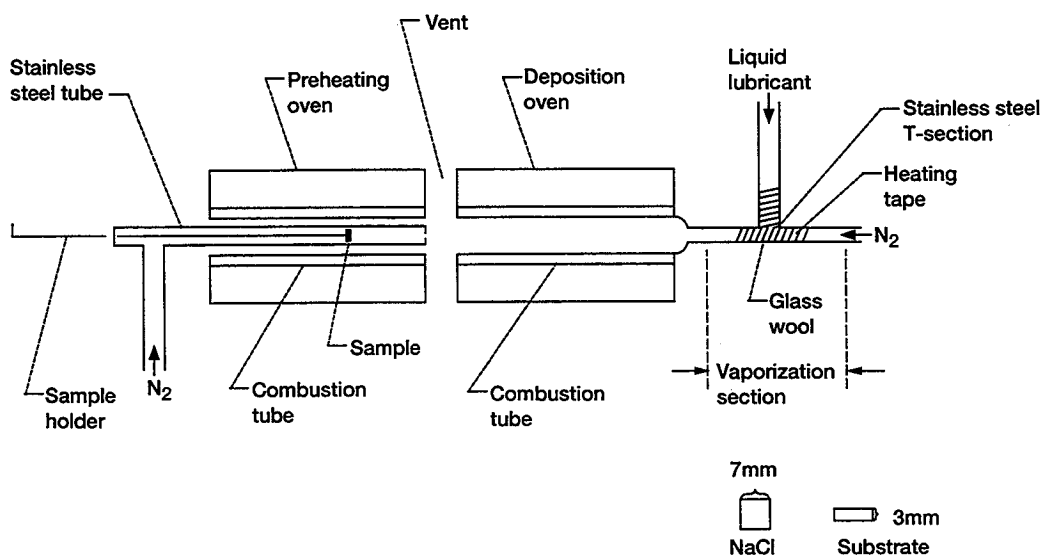 Vent
Stainless
steel tube
Preheating
oven
Deposition
oven
Liquid
lubricant
Stainless steel
T-section
Heating
tape
N2
Glass
wool
Sample
Sample
holder
N2
Combustion
tube
Combustion
tube
Vaporization
section
7mm
3mm
NaCl
Substrate